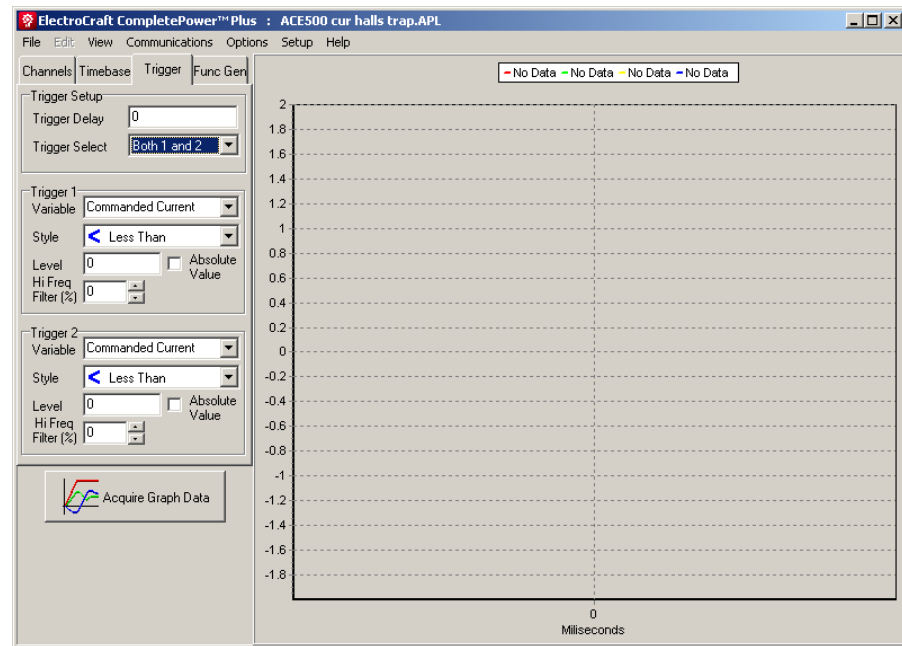 ElectroCraft CompletePower™ Plus : ACE500 cur halls trap.APL
File Edit View Communications Options Setup Help
Channels Timebase Trigger Func Gen
Trigger Setup
Trigger Delay 0
Trigger Select Both 1 and 2
Trigger 1
Variable Commanded Current
Style < Less Than
Level 0 Absolute Value
Hi Freq Filter (%) 0
Trigger 2
Variable Commanded Current
Style < Less Than
Level 0 Absolute Value
Hi Freq Filter (%) 0
Acquire Graph Data
No Data No Data No Data No Data
2
1.8
1.6
1.4
1.2
1
0.8
0.6
0.4
0.2
0
-0.2
-0.4
-0.6
-0.8
-1
-1.2
-1.4
-1.6
-1.8
0
Miliseconds